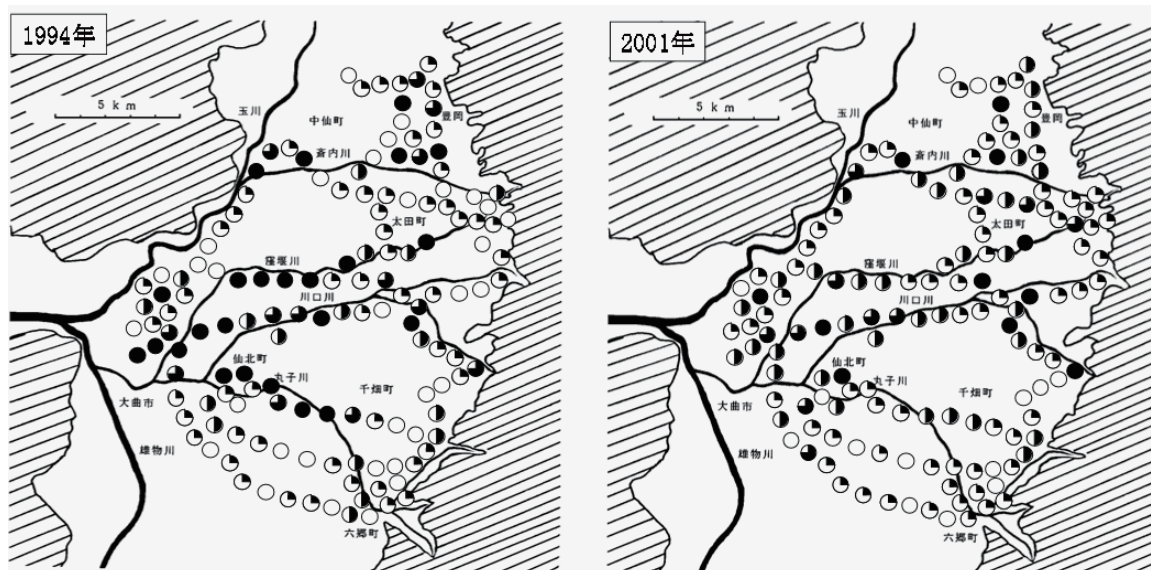 1994年
5 km
玉川
中仙町
豊岡
斎内川
太田町
窪堰川
川口川
仙北町
丸子川
千畑町
大曲市
雄物川
六郷町
2001年
5 km
玉川
中仙町
豊岡
斎内川
太田町
窪堰川
川口川
仙北町
丸子川
千畑町
大曲市
雄物川
六郷町